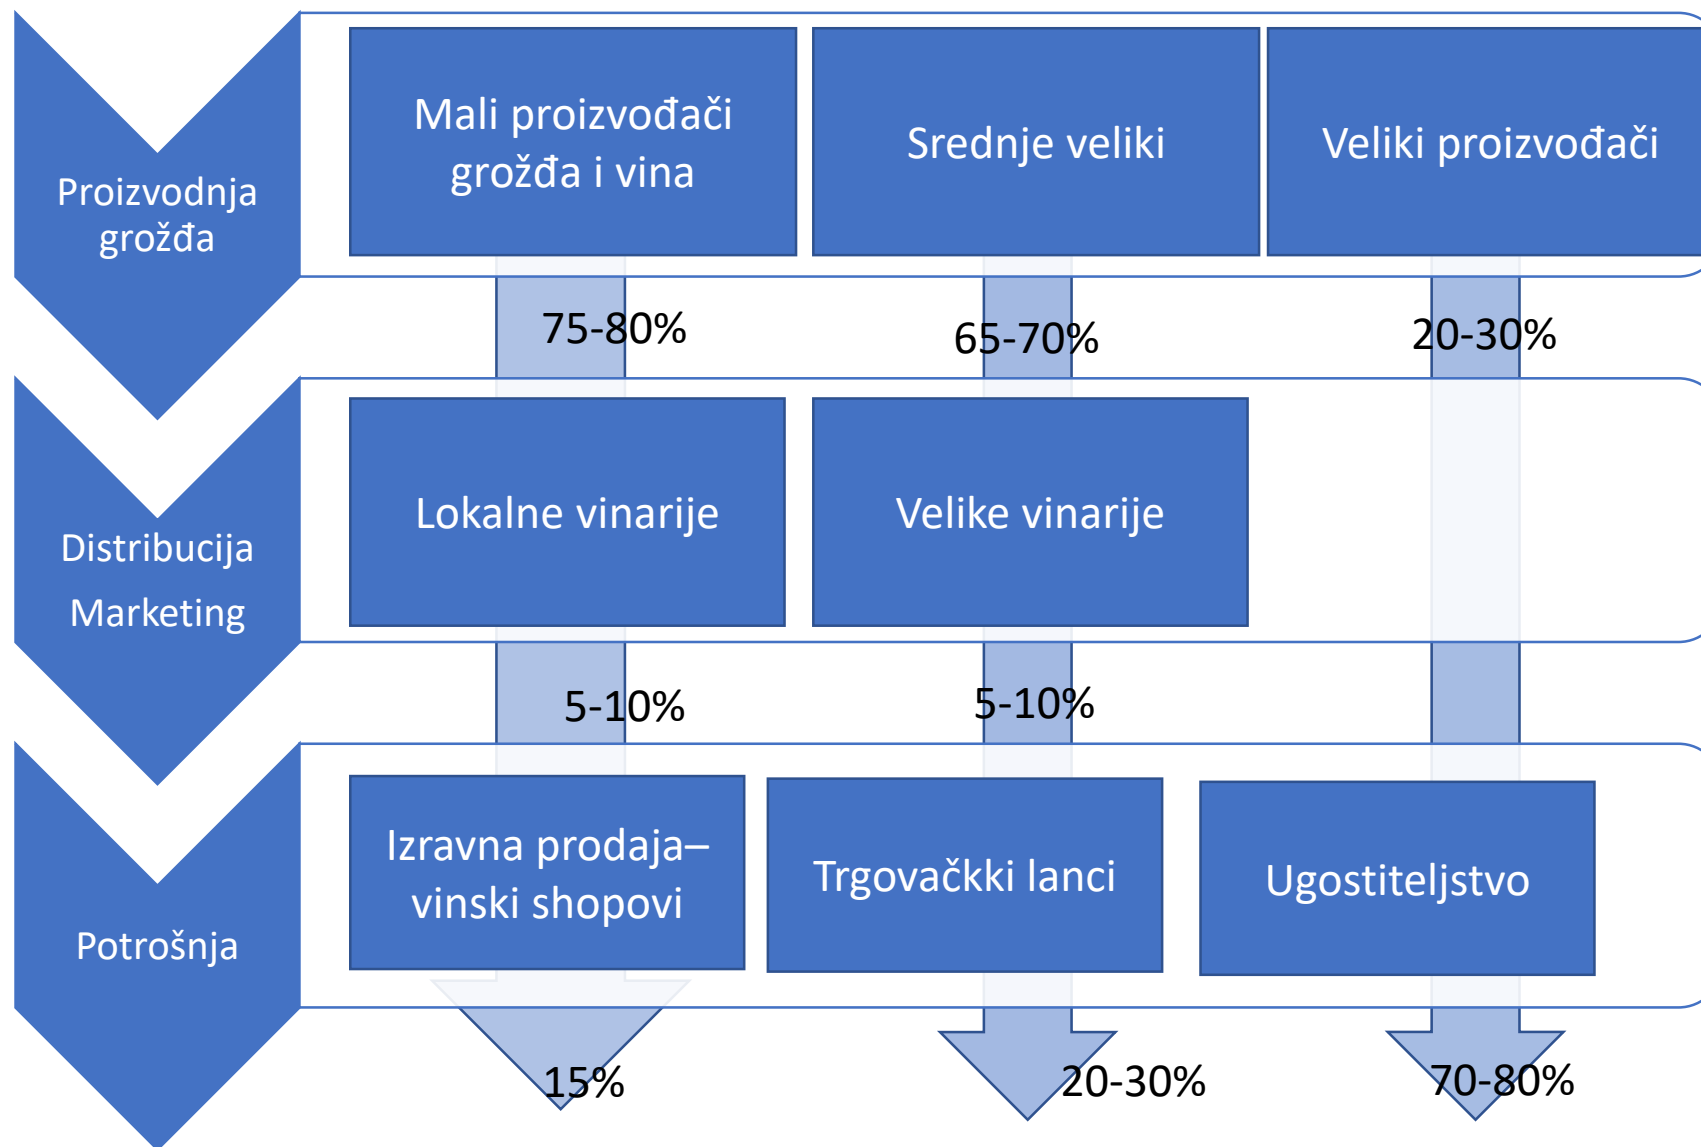 Proizvodnja
grožđa
Mali proizvođači
grožđa i vina
Srednje veliki
Veliki proizvođači
75-80%
65-70%
20-30%
Distribucija
Marketing
Lokalne vinarije
Velike vinarije
5-10%
5-10%
Potrošnja
Izravna prodaja–
vinski shopovi
Trgovačkki lanci
Ugostiteljstvo
15%
20-30%
70-80%